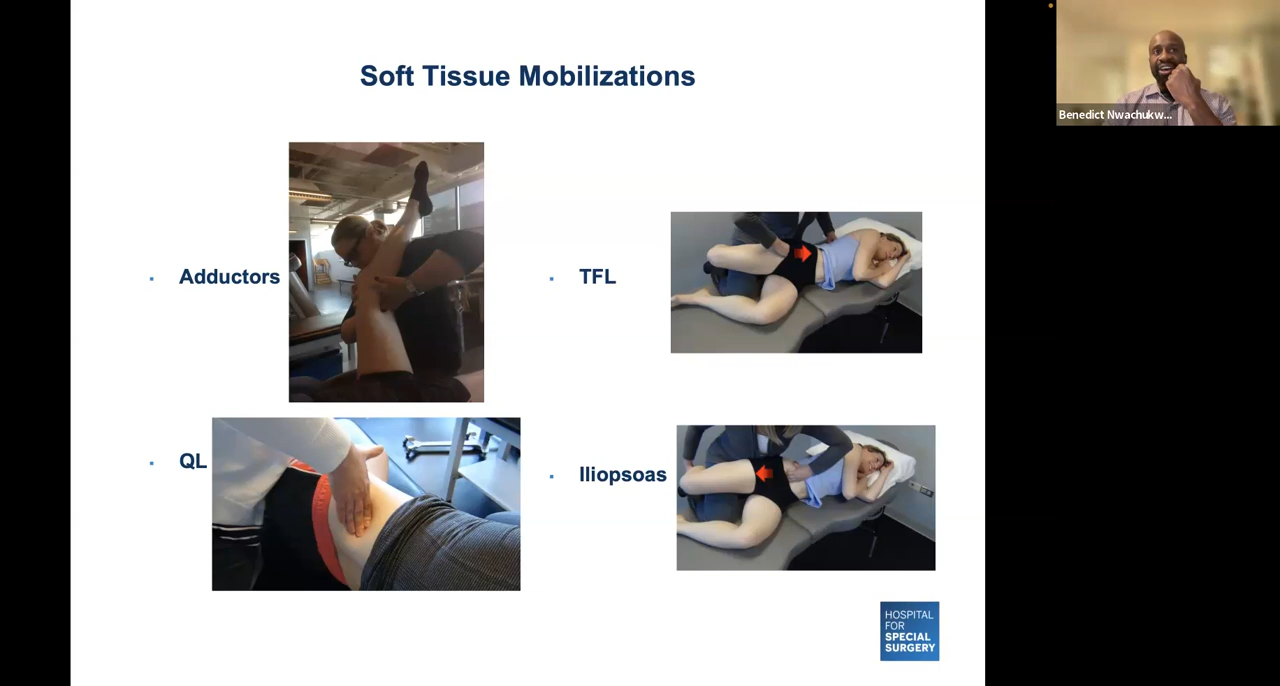 Soft Tissue Mobilizations
Benedict Nwachukw...
Adductors
TFL
QL
Iliopsoas
HOSPITAL
FOR
SPECIAL
SURGERY